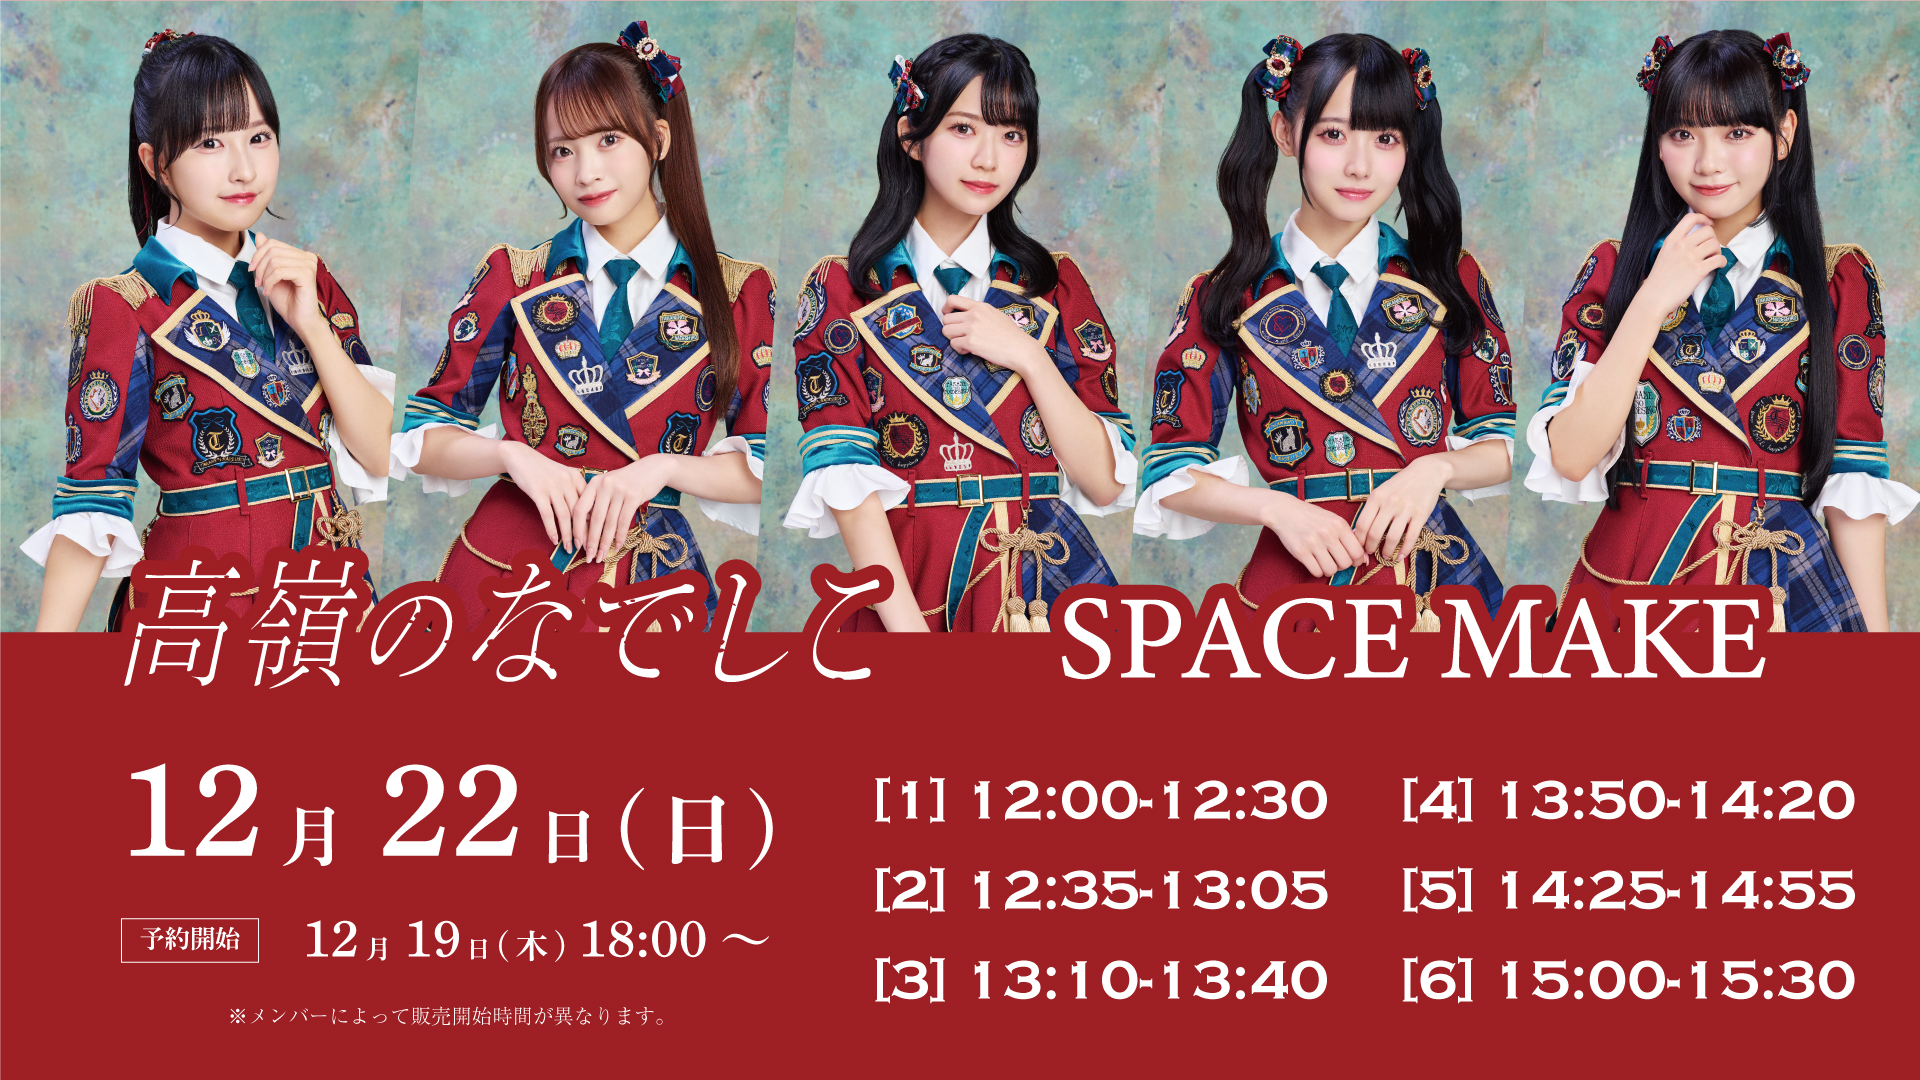 高嶺のなでしこ SPACE MAKE
12月22日(日)
予約開始 12月19日(木)18:00～
※メンバーによって販売開始時間が異なります。
[1] 12:00-12:30
[2] 12:35-13:05
[3] 13:10-13:40
[4] 13:50-14:20
[5] 14:25-14:55
[6] 15:00-15:30